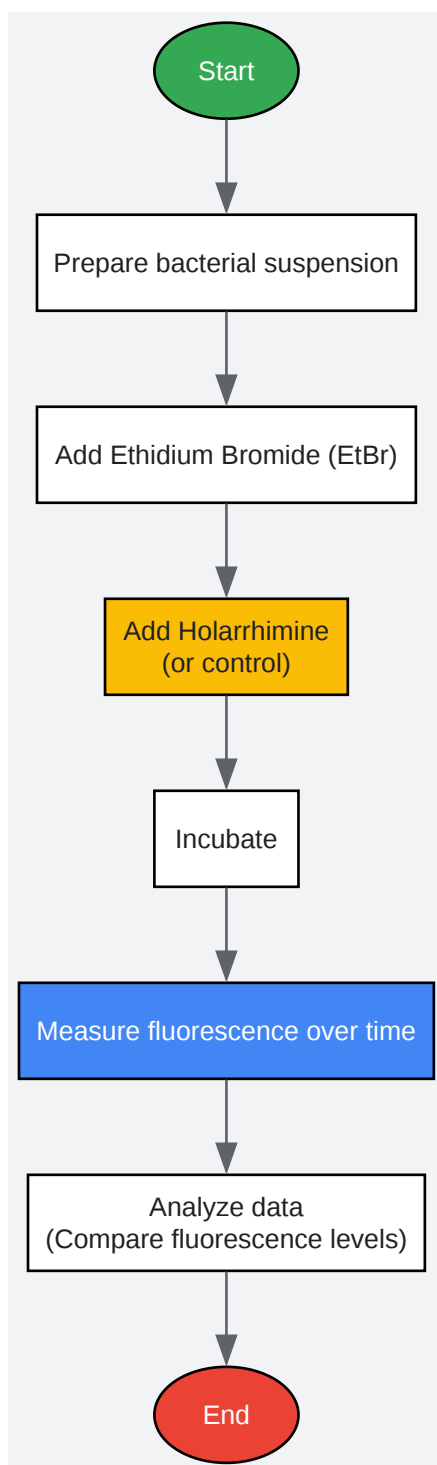 Start
Prepare bacterial suspension
Add Ethidium Bromide (EtBr)
Add Holarrhimine
(or control)
Incubate
Measure fluorescence over time
Analyze data
(Compare fluorescence levels)
End